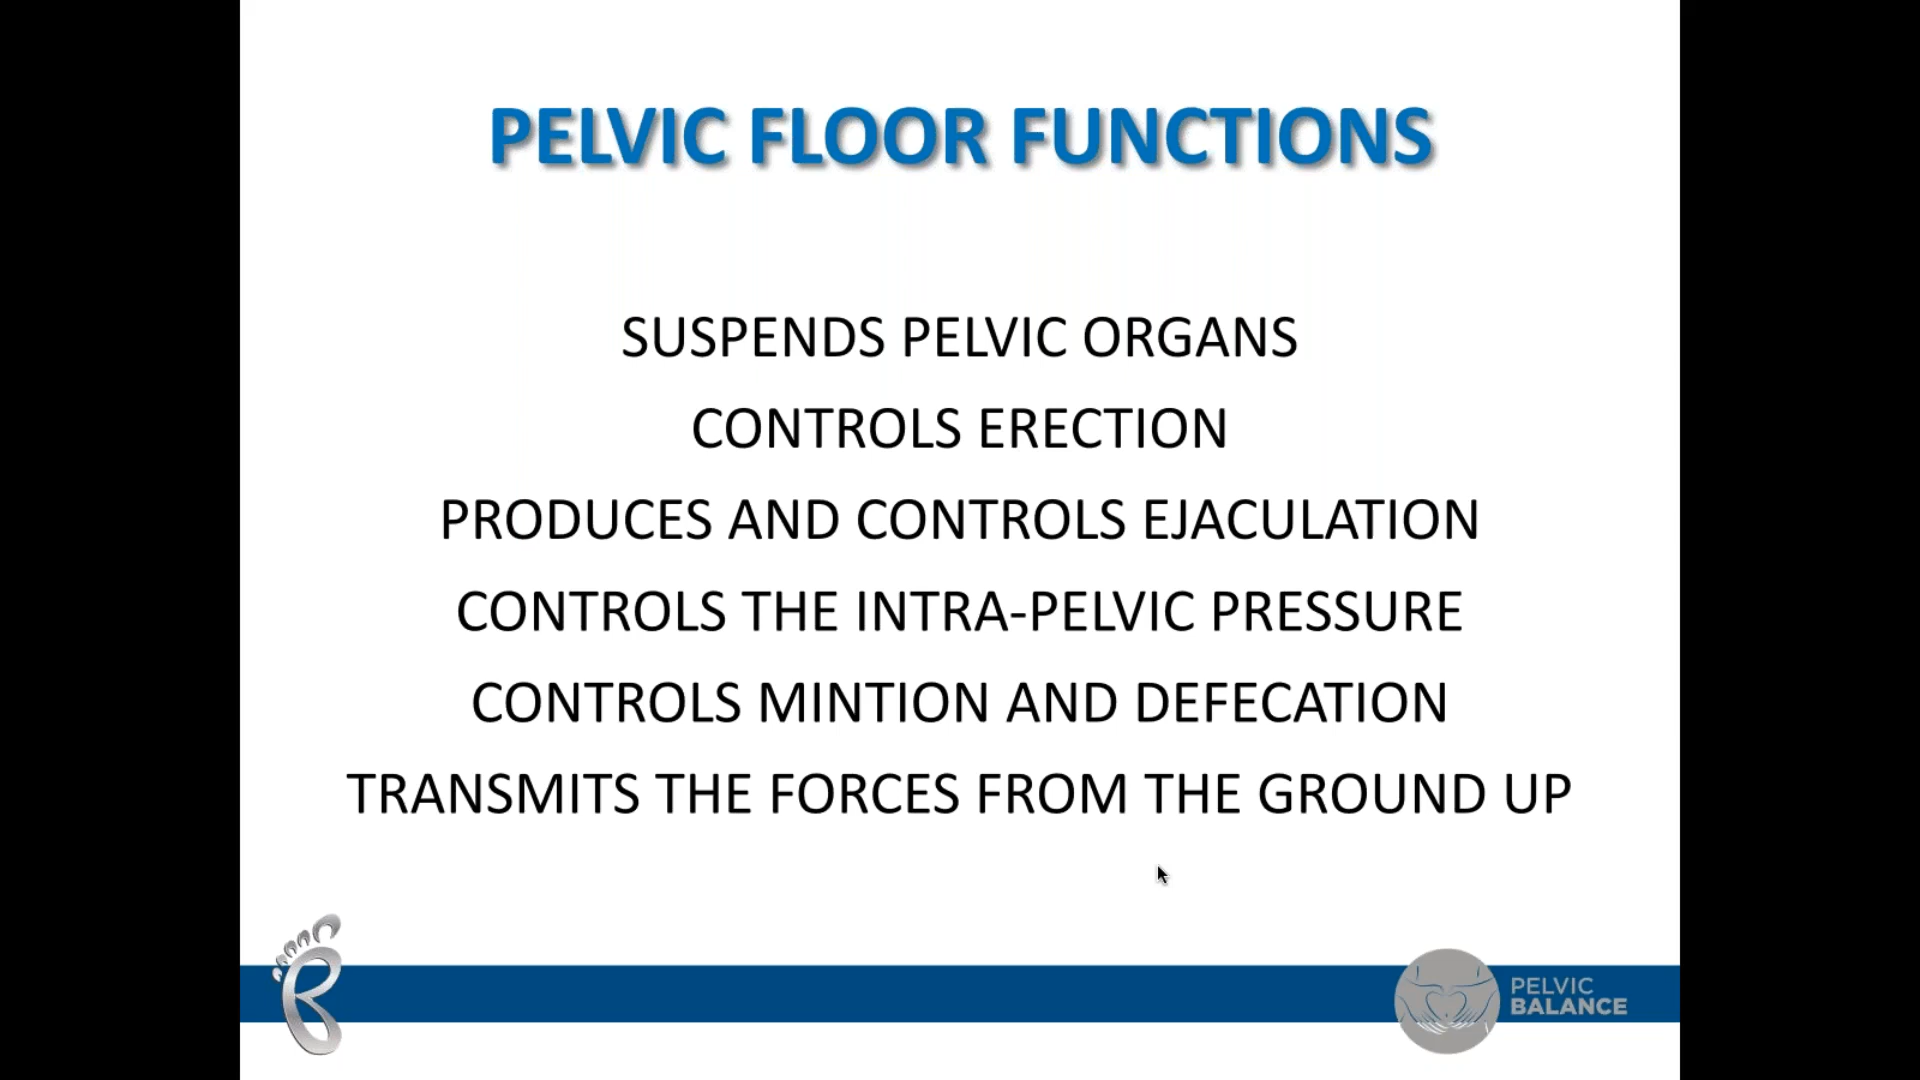 PELVIC FLOOR FUNCTIONS
SUSPENDS PELVIC ORGANS
CONTROLS ERECTION
PRODUCES AND CONTROLS EJACULATION
CONTROLS THE INTRA-PELVIC PRESSURE
CONTROLS MINTION AND DEFECATION
TRANSMITS THE FORCES FROM THE GROUND UP
B
PELVIC
BALANCE